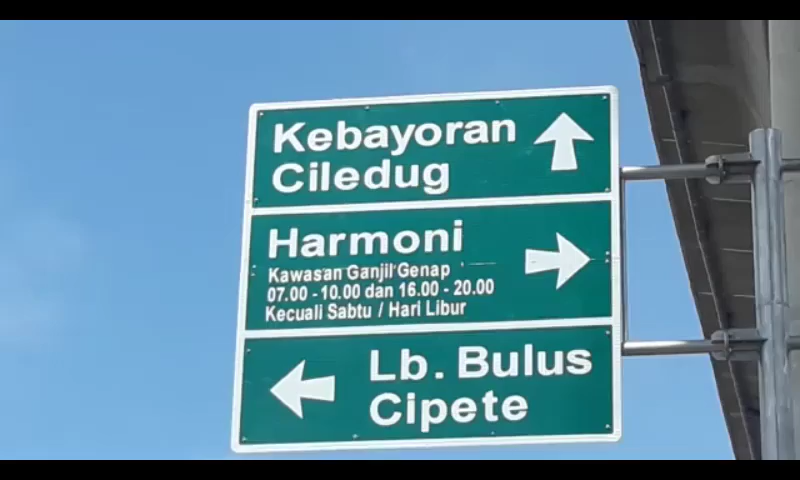 Kebayoran
Ciledug
Harmoni
Kawasan Ganjil Genap
07.00 - 10.00 dan 16.00 - 20.00
Kecuali Sabtu / Hari Libur
Lb. Bulus
Cipete